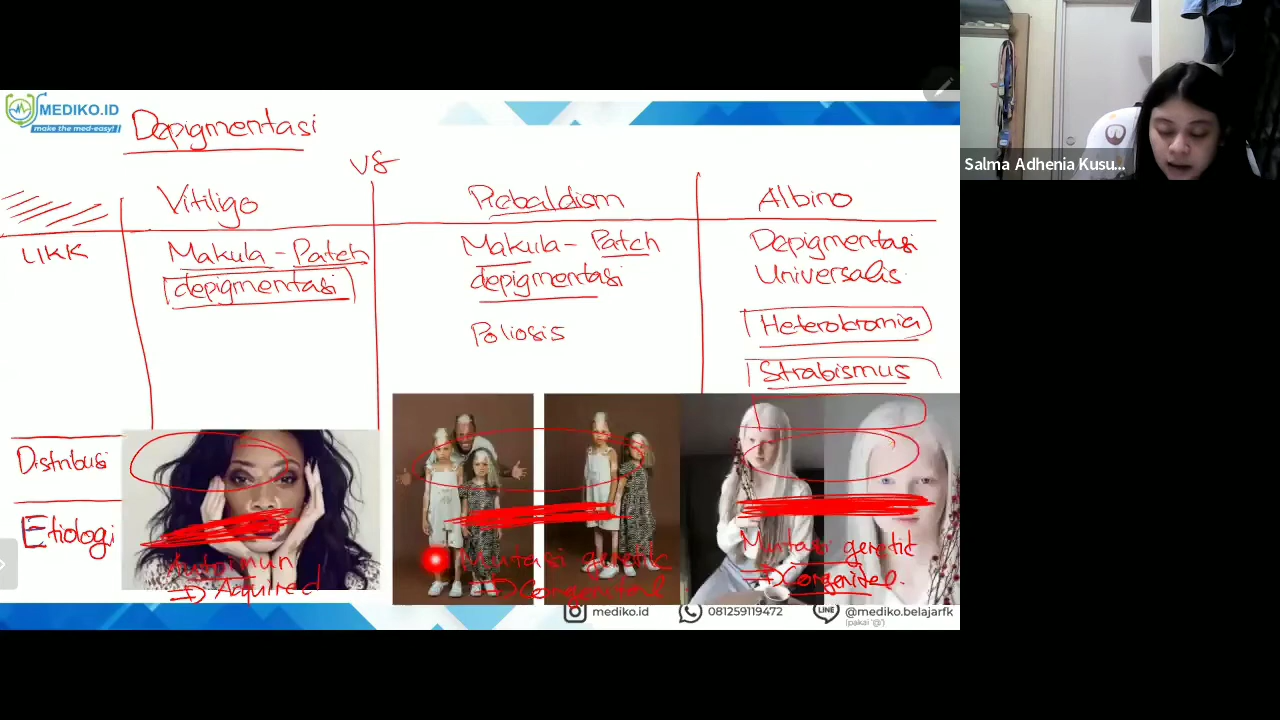 MEDIKO.ID
make the med-easy!
Depigmentasi
VS
Vitiligo
Piebaldism
Albino
UKK
Makula - Patch
depigmentasi
Makula - Patch
depigmentasi
Poliosis
Depigmentasi
Universalis
Heterokromia
Strabismus
Distribusi
Etiologi
Autoimun
→ Acquired
Mutasi genetik
→ Congenital
Mutasi genetik
→ Congenital.
mediko.id
081259119472
LINE
@mediko.belajarfk
(pakai '@')
Salma Adhenia Kusu...